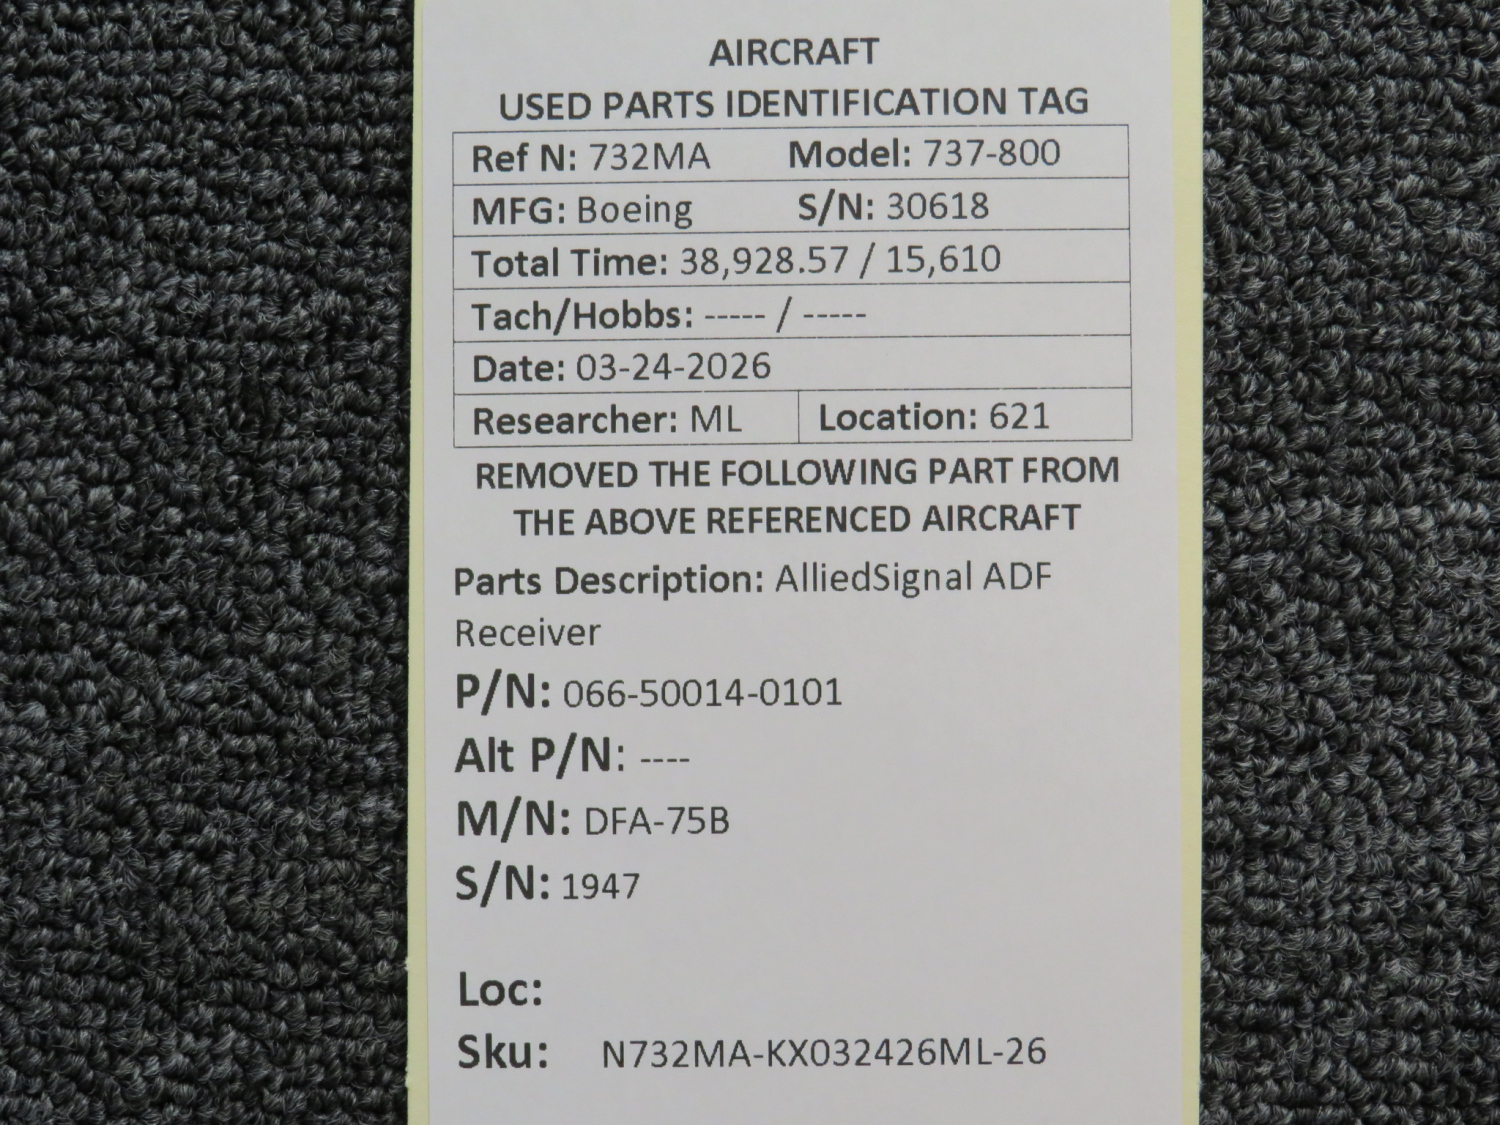 AIRCRAFT
USED PARTS IDENTIFICATION TAG
Ref N: 732MA Model: 737-800
MFG: Boeing S/N: 30618
Total Time: 38,928.57 / 15,610
Tach/Hobbs: ----- / -----
Date: 03-24-2026
Researcher: ML Location: 621
REMOVED THE FOLLOWING PART FROM
THE ABOVE REFERENCED AIRCRAFT
Parts Description: AlliedSignal ADF
Receiver
P/N: 066-50014-0101
Alt P/N: ----
M/N: DFA-75B
S/N: 1947
Loc:
Sku: N732MA-KX032426ML-26